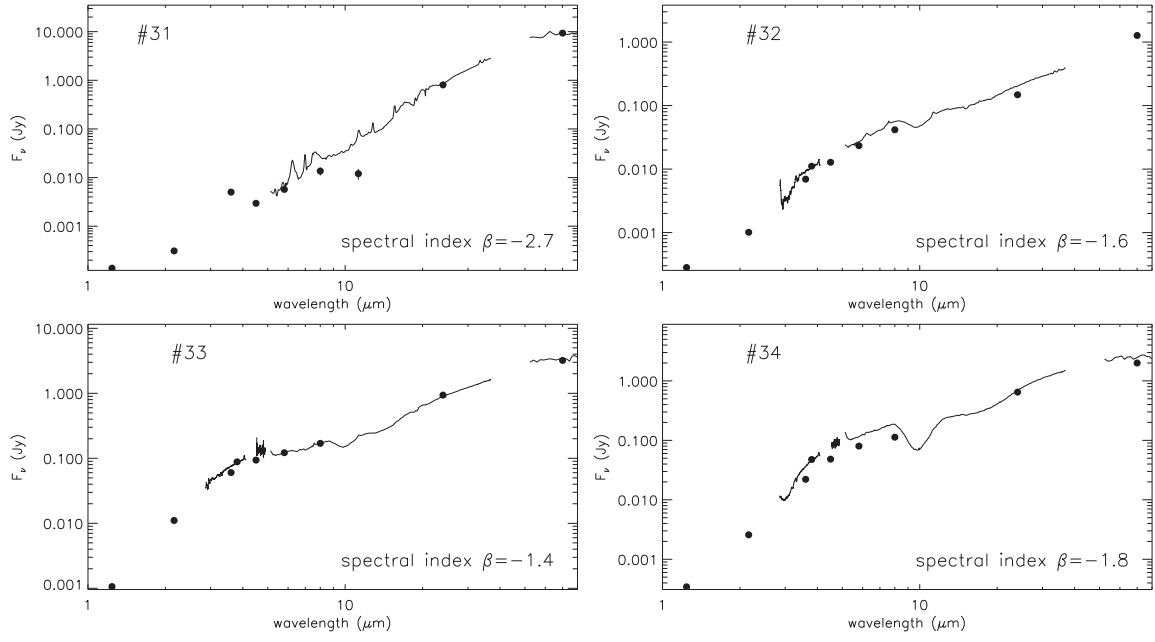 #31
10.000
1.000
0.100
0.010
0.001
F_ν (Jy)
spectral index β=−2.7
1
10
wavelength (μm)
#32
1.000
0.100
0.010
0.001
F_ν (Jy)
spectral index β=−1.6
1
10
wavelength (μm)
#33
10.000
1.000
0.100
0.010
0.001
F_ν (Jy)
spectral index β=−1.4
1
10
wavelength (μm)
#34
1.000
0.100
0.010
0.001
F_ν (Jy)
spectral index β=−1.8
1
10
wavelength (μm)